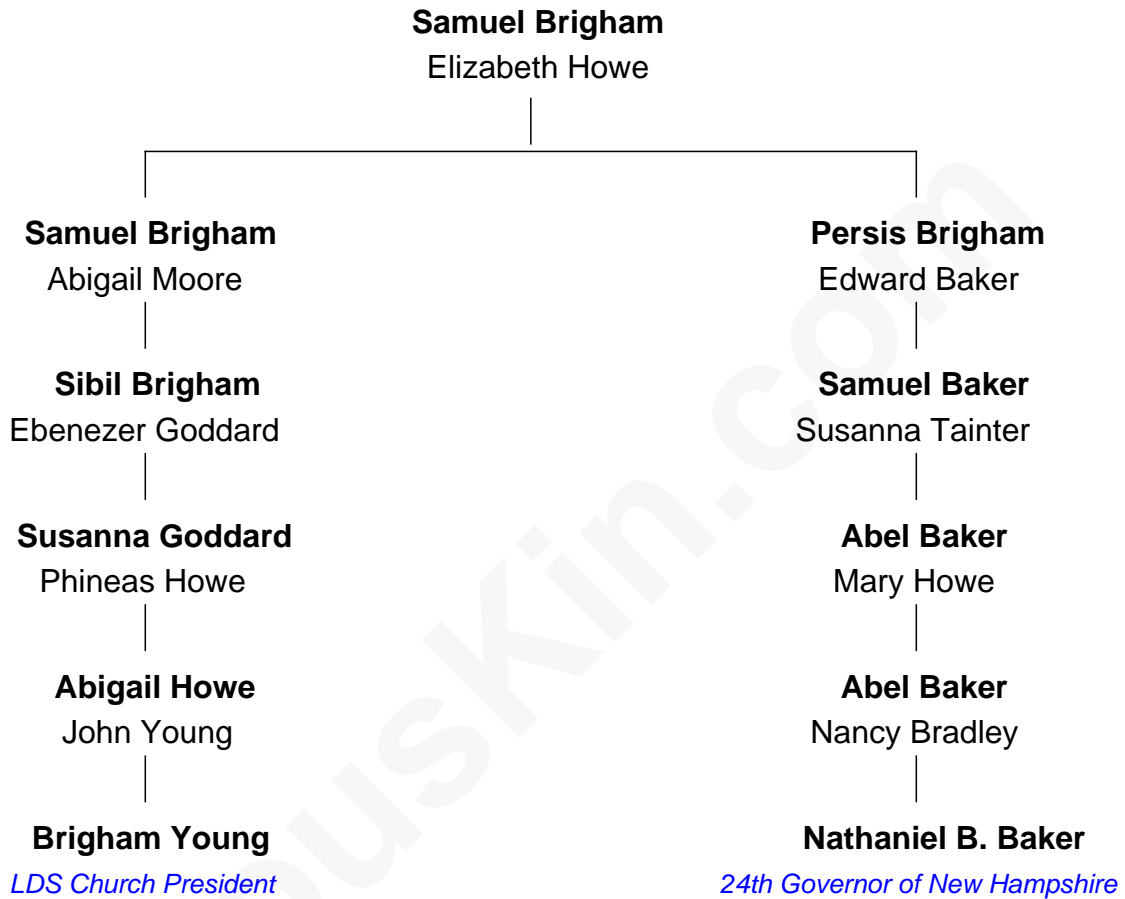 Samuel Brigham
Elizabeth Howe
Samuel Brigham
Abigail Moore
Persis Brigham
Edward Baker
Sibil Brigham
Ebenezer Goddard
Samuel Baker
Susanna Tainter
Susanna Goddard
Phineas Howe
Abel Baker
Mary Howe
Abigail Howe
John Young
Abel Baker
Nancy Bradley
Brigham Young
LDS Church President
Nathaniel B. Baker
24th Governor of New Hampshire
ousKin.com